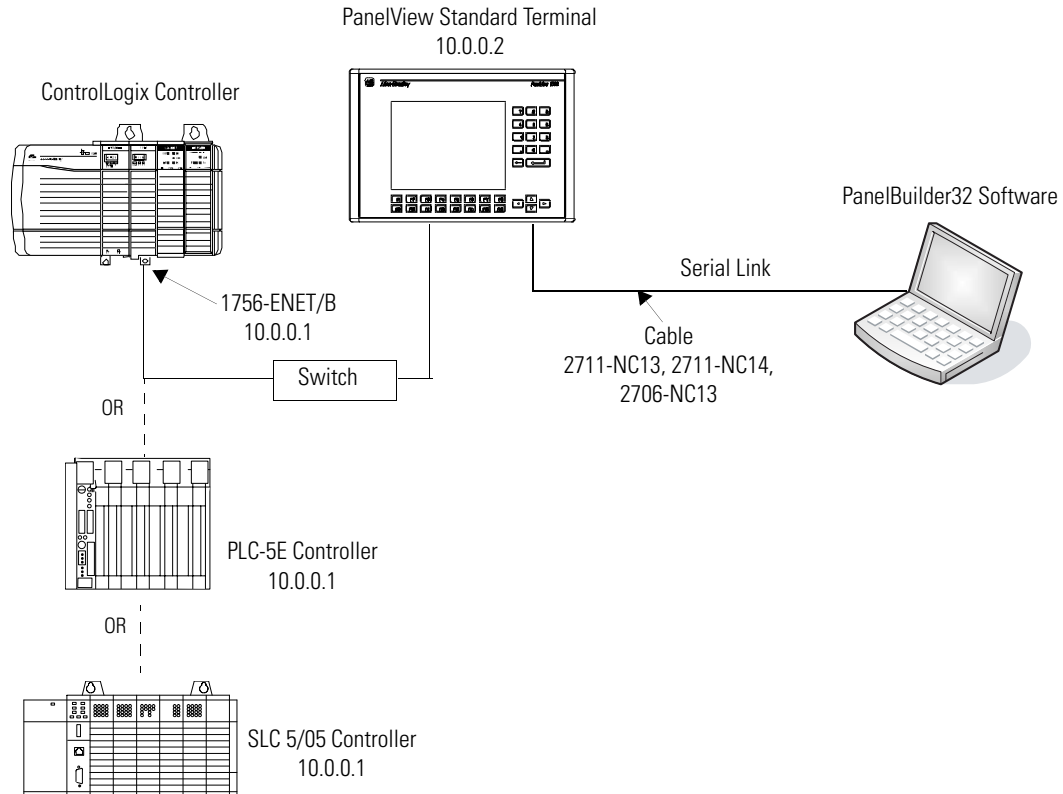 PanelView Standard Terminal
10.0.0.2
ControlLogix Controller
PanelBuilder32 Software
Serial Link
1756-ENET/B
10.0.0.1
Cable
2711-NC13, 2711-NC14,
2706-NC13
Switch
OR
PLC-5E Controller
10.0.0.1
OR
SLC 5/05 Controller
10.0.0.1